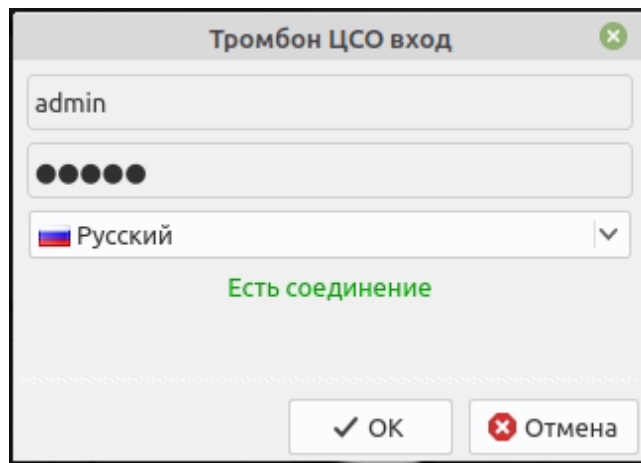 Тромбон ЦСО вход
admin
●●●●●
Русский
Есть соединение
OK
Отмена